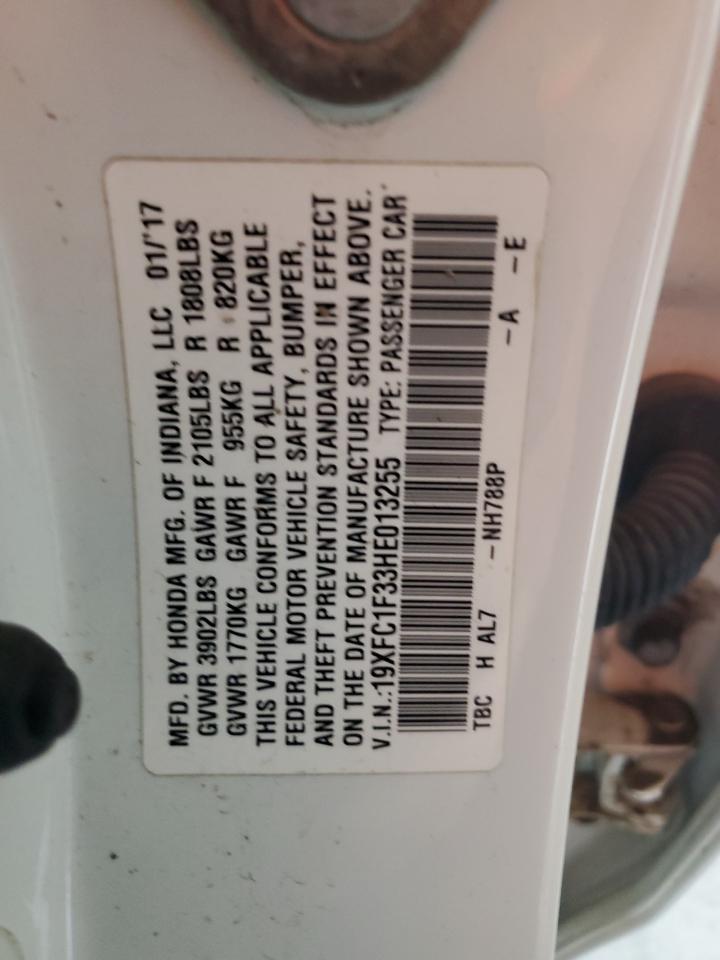 MFD. BY HONDA MFG. OF INDIANA, LLC 01/'17
GVWR 3902LBS GAWR F 2105LBS R 1808LBS
GVWR 1770KG GAWR F 955KG R 820KG
THIS VEHICLE CONFORMS TO ALL APPLICABLE
FEDERAL MOTOR VEHICLE SAFETY, BUMPER,
AND THEFT PREVENTION STANDARDS IN EFFECT
ON THE DATE OF MANUFACTURE SHOWN ABOVE.
V.I.N.:19XFC1F33HE013255 TYPE: PASSENGER CAR
TBC H AL7 -NH788P -A -E